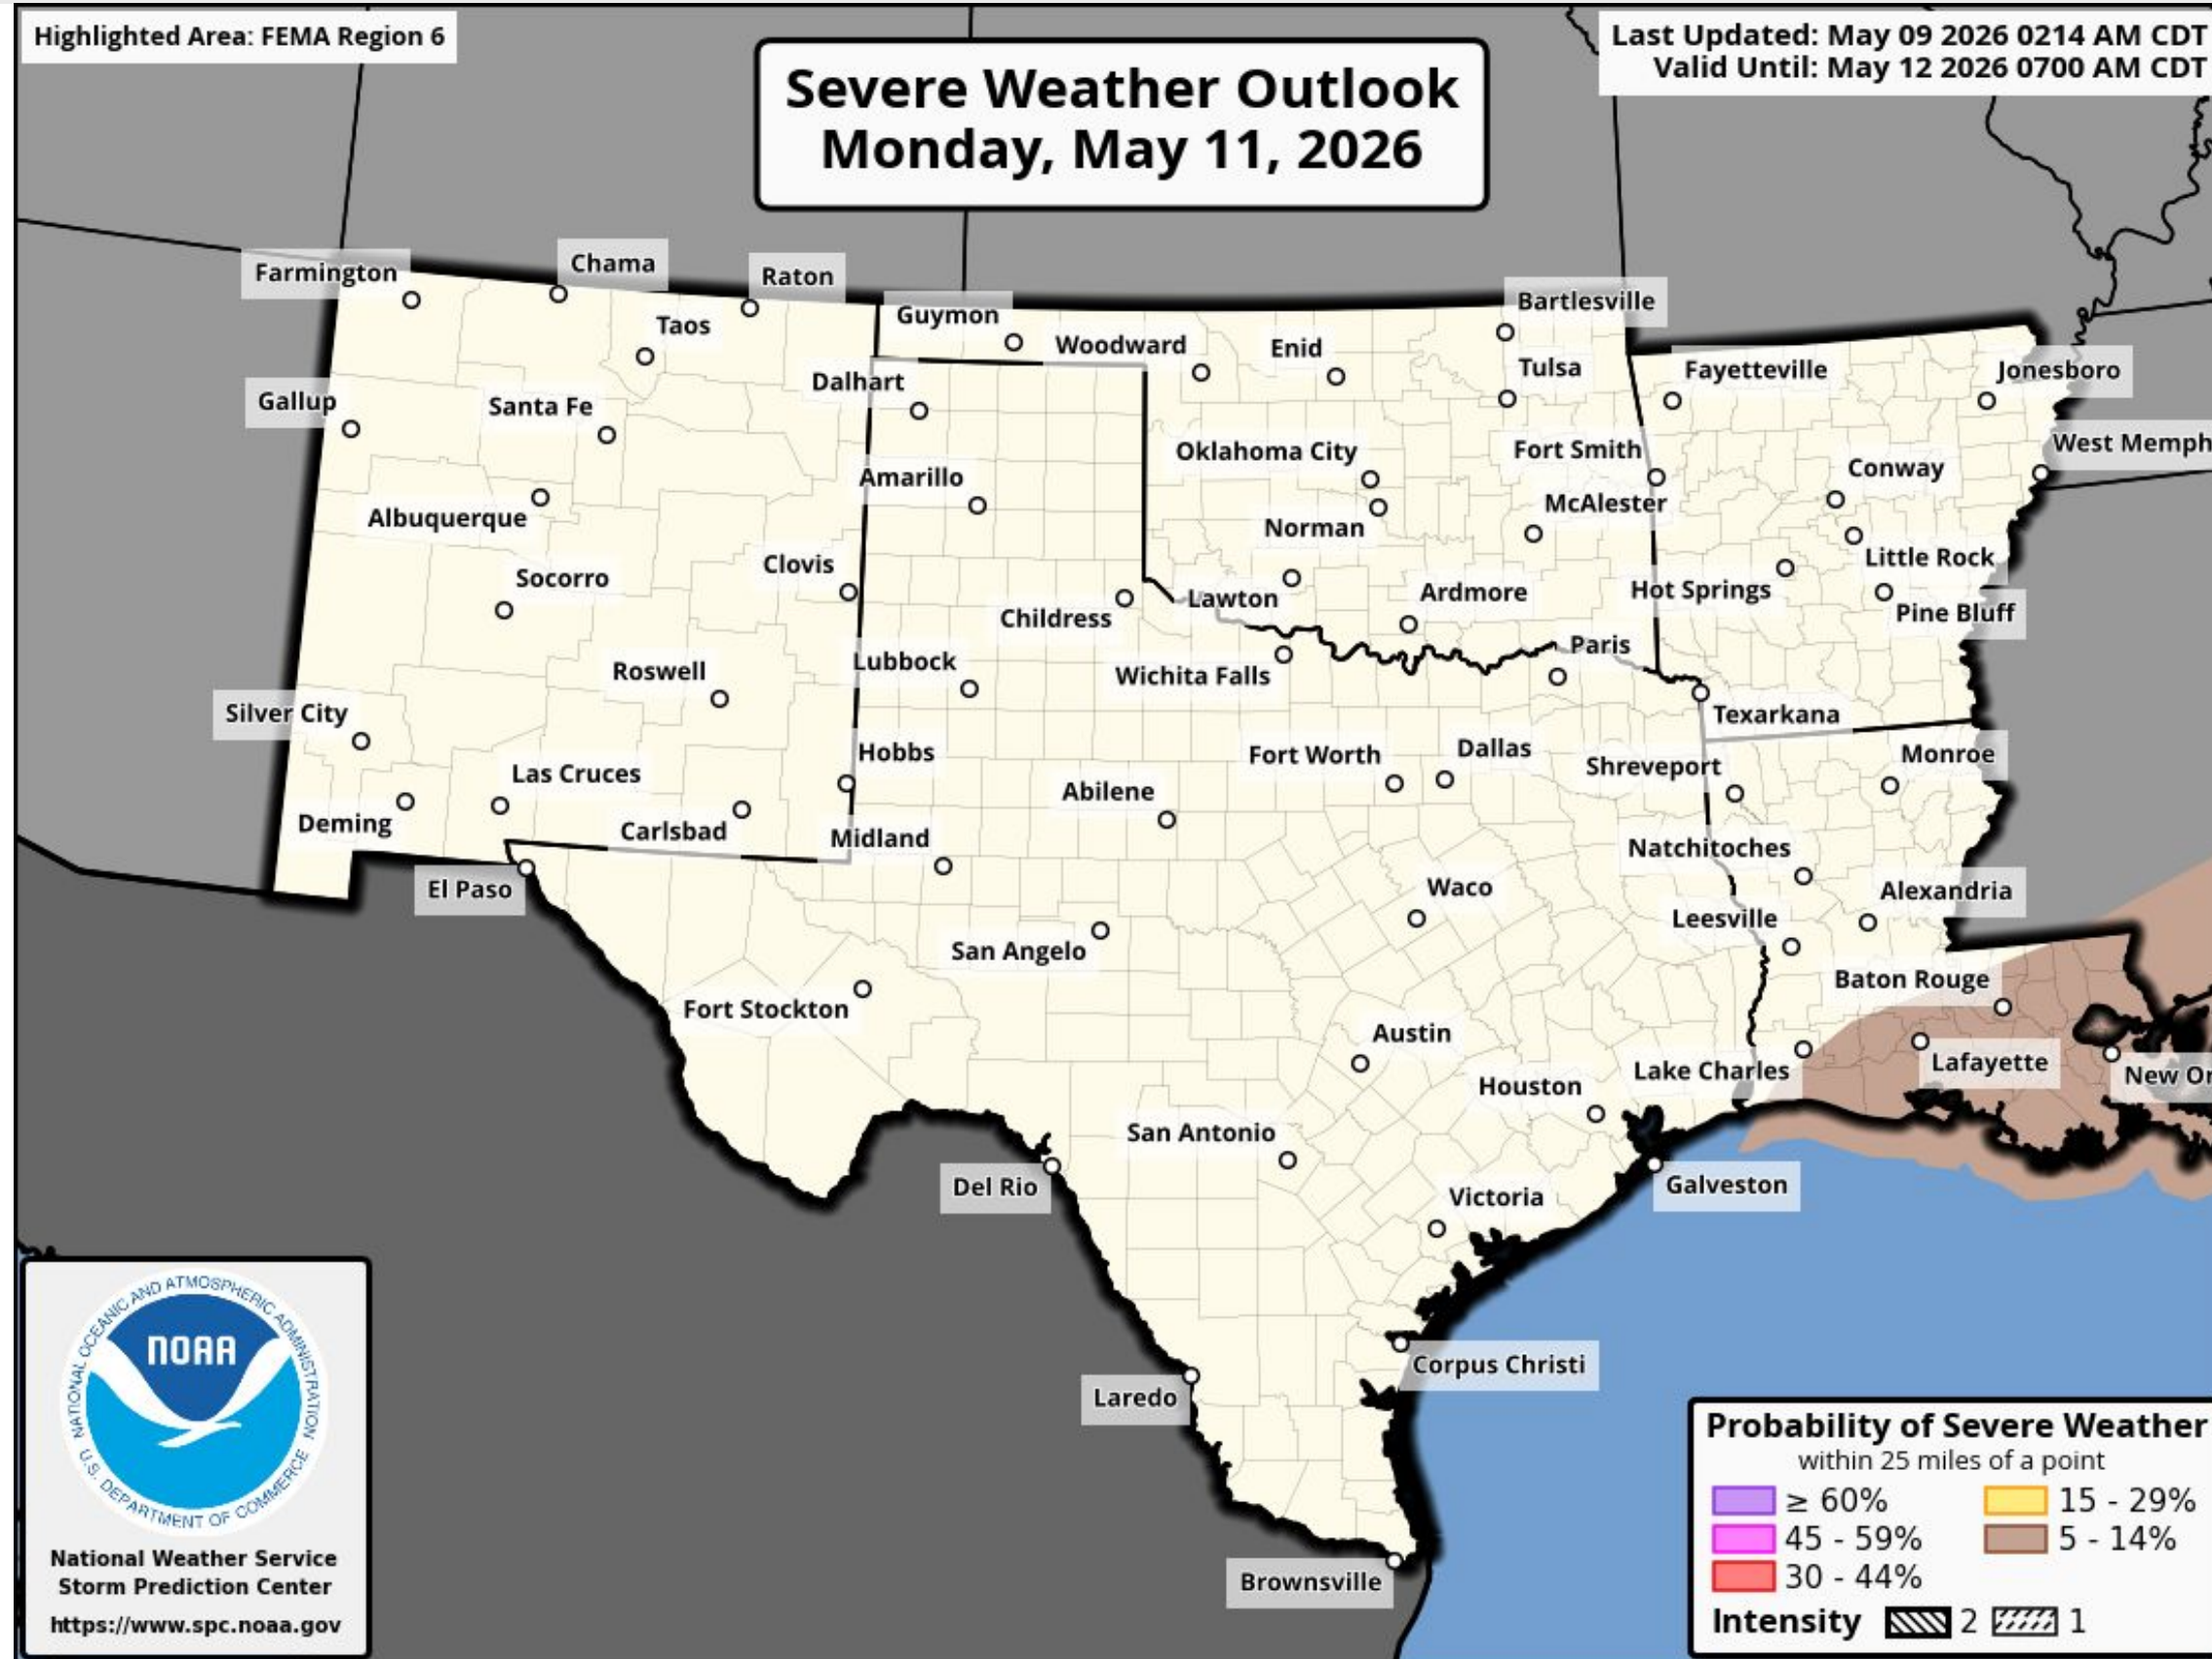 Highlighted Area: FEMA Region 6
Severe Weather Outlook
Monday, May 11, 2026
Last Updated: May 09 2026 0214 AM CDT
Valid Until: May 12 2026 0700 AM CDT
Farmington
Chama
Raton
Guymon
Bartlesville
Taos
Woodward
Enid
Tulsa
Fayetteville
Jonesboro
Dalhart
Gallup
Santa Fe
Oklahoma City
Fort Smith
West Memph
Conway
Amarillo
McAlester
Albuquerque
Norman
Little Rock
Clovis
Socorro
Hot Springs
Lawton
Ardmore
Pine Bluff
Childress
Paris
Lubbock
Roswell
Wichita Falls
Silver City
Texarkana
Hobbs
Dallas
Fort Worth
Monroe
Shreveport
Las Cruces
Abilene
Deming
Carlsbad
Midland
Natchitoches
El Paso
Waco
Alexandria
Leesville
San Angelo
Baton Rouge
Fort Stockton
Austin
Lafayette
Lake Charles
New Or
Houston
San Antonio
Del Rio
Galveston
Victoria
Corpus Christi
Laredo
Brownsville
NATIONAL OCEANIC AND ATMOSPHERIC ADMINISTRATION
NOAA
U.S. DEPARTMENT OF COMMERCE
National Weather Service
Storm Prediction Center
https://www.spc.noaa.gov
Probability of Severe Weather
within 25 miles of a point
≥ 60%
15 - 29%
45 - 59%
5 - 14%
30 - 44%
Intensity 2 1